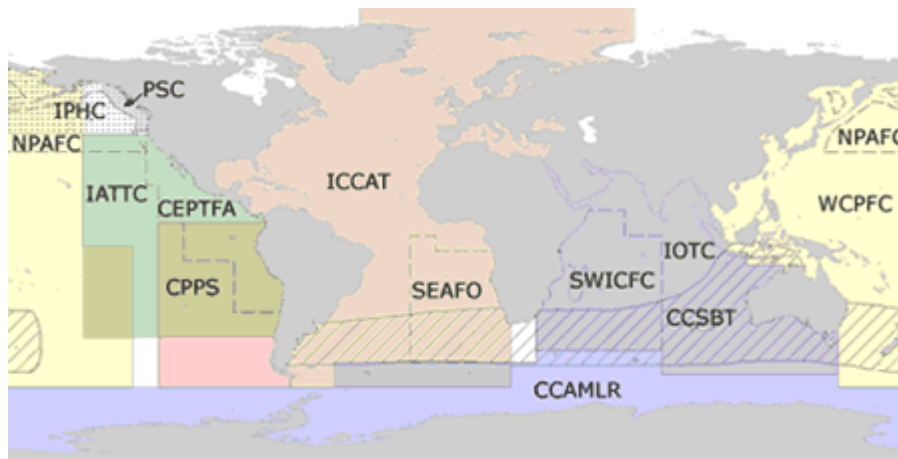 PSC
IPHC
NPAFC
NPAFC
ICCAT
IATTC
CEPTFA
WCPFC
IOTC
CPPS
SEAFO
SWICFC
CCSBT
CCAMLR